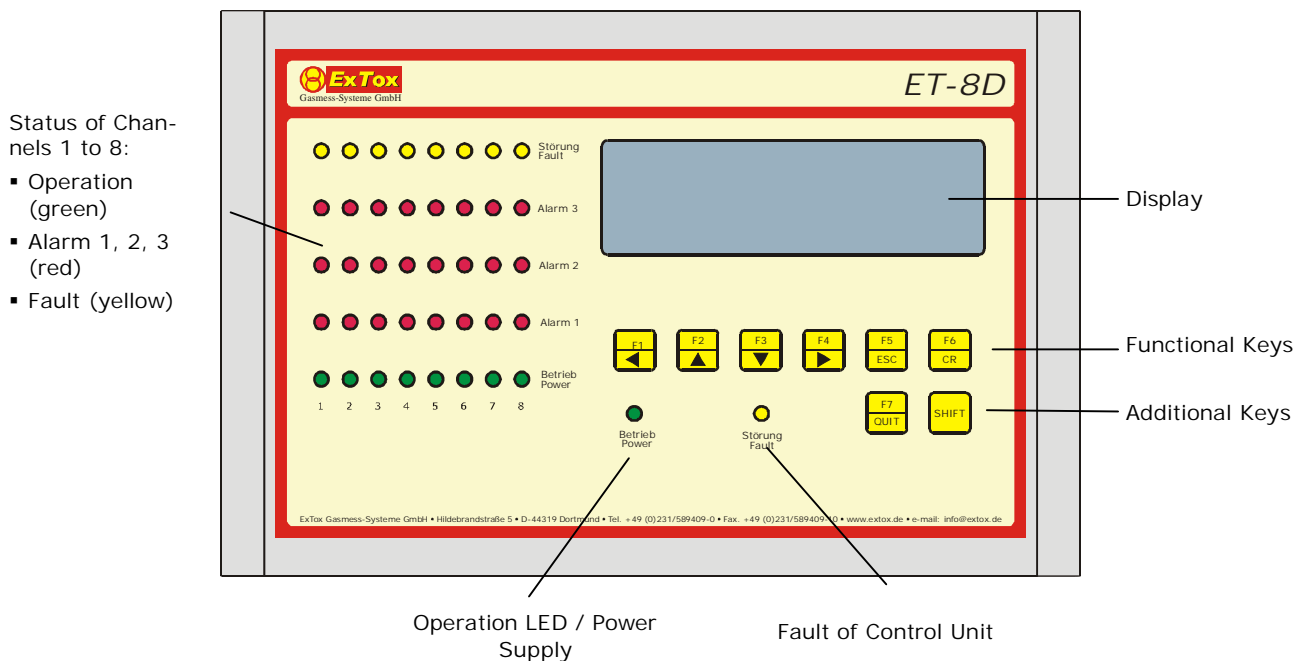 ExTox
Gasmess-Systeme GmbH
ET-8D
Status of Chan-
nels 1 to 8:
▪ Operation
(green)
▪ Alarm 1, 2, 3
(red)
▪ Fault (yellow)
Störung
Fault
Alarm 3
Alarm 2
Alarm 1
Betrieb
Power
1 2 3 4 5 6 7 8
Display
F1 F2 F3 F4 F5 F6
ESC CR
Functional Keys
F7
QUIT
SHIFT
Additional Keys
Betrieb
Power
Störung
Fault
ExTox Gasmess-Systeme GmbH • Hildebrandstraße 5 • D-44319 Dortmund • Tel. +49 (0)231/589409-0 • Fax. +49 (0)231/589409-10 • www.extox.de • e-mail: info@extox.de
Operation LED / Power
Supply
Fault of Control Unit